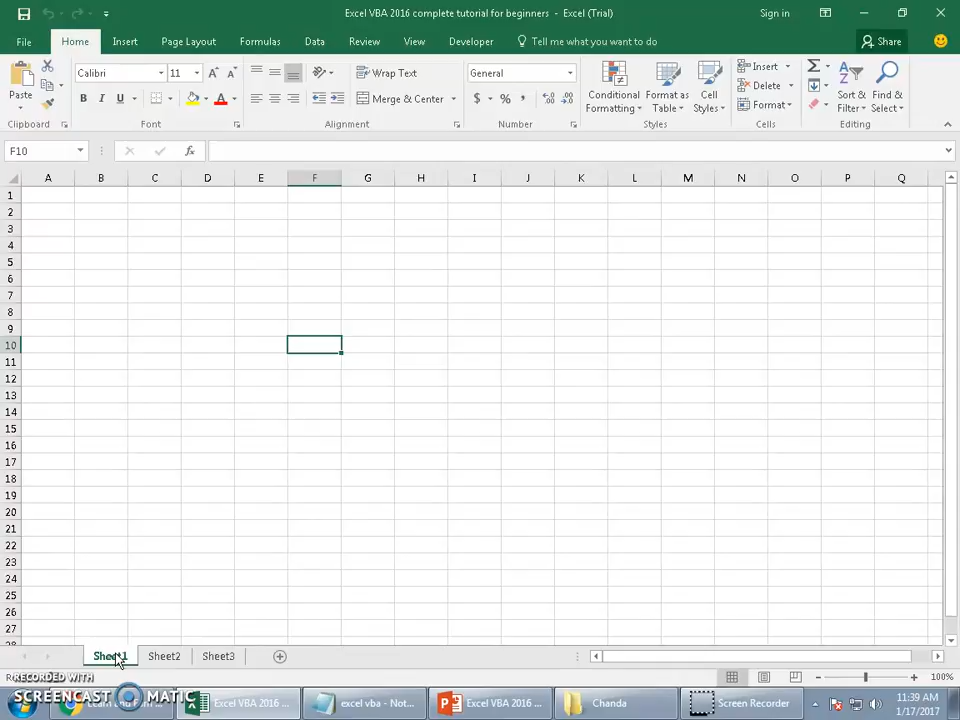 Excel VBA 2016 complete tutorial for beginners - Excel (Trial)
Sign in
File Home Insert Page Layout Formulas Data Review View Developer Tell me what you want to do Share
Paste
Calibri 11
B I U
Wrap Text
Merge & Center
General
$ % ,
Conditional Formatting
Format as Table
Cell Styles
Insert
Delete
Format
Sort & Filter
Find & Select
Clipboard Font Alignment Number Styles Cells Editing
F10 fx
A B C D E F G H I J K L M N O P Q
1
2
3
4
5
6
7
8
9
10
11
12
13
14
15
16
17
18
19
20
21
22
23
24
25
26
27
28
Sheet1 Sheet2 Sheet3
100%
RECORDED WITH
SCREENCAST MATIC
Excel VBA 2016 ...
excel vba - Not...
Excel VBA 2016 ...
Chanda
Screen Recorder
11:39 AM
1/17/2017